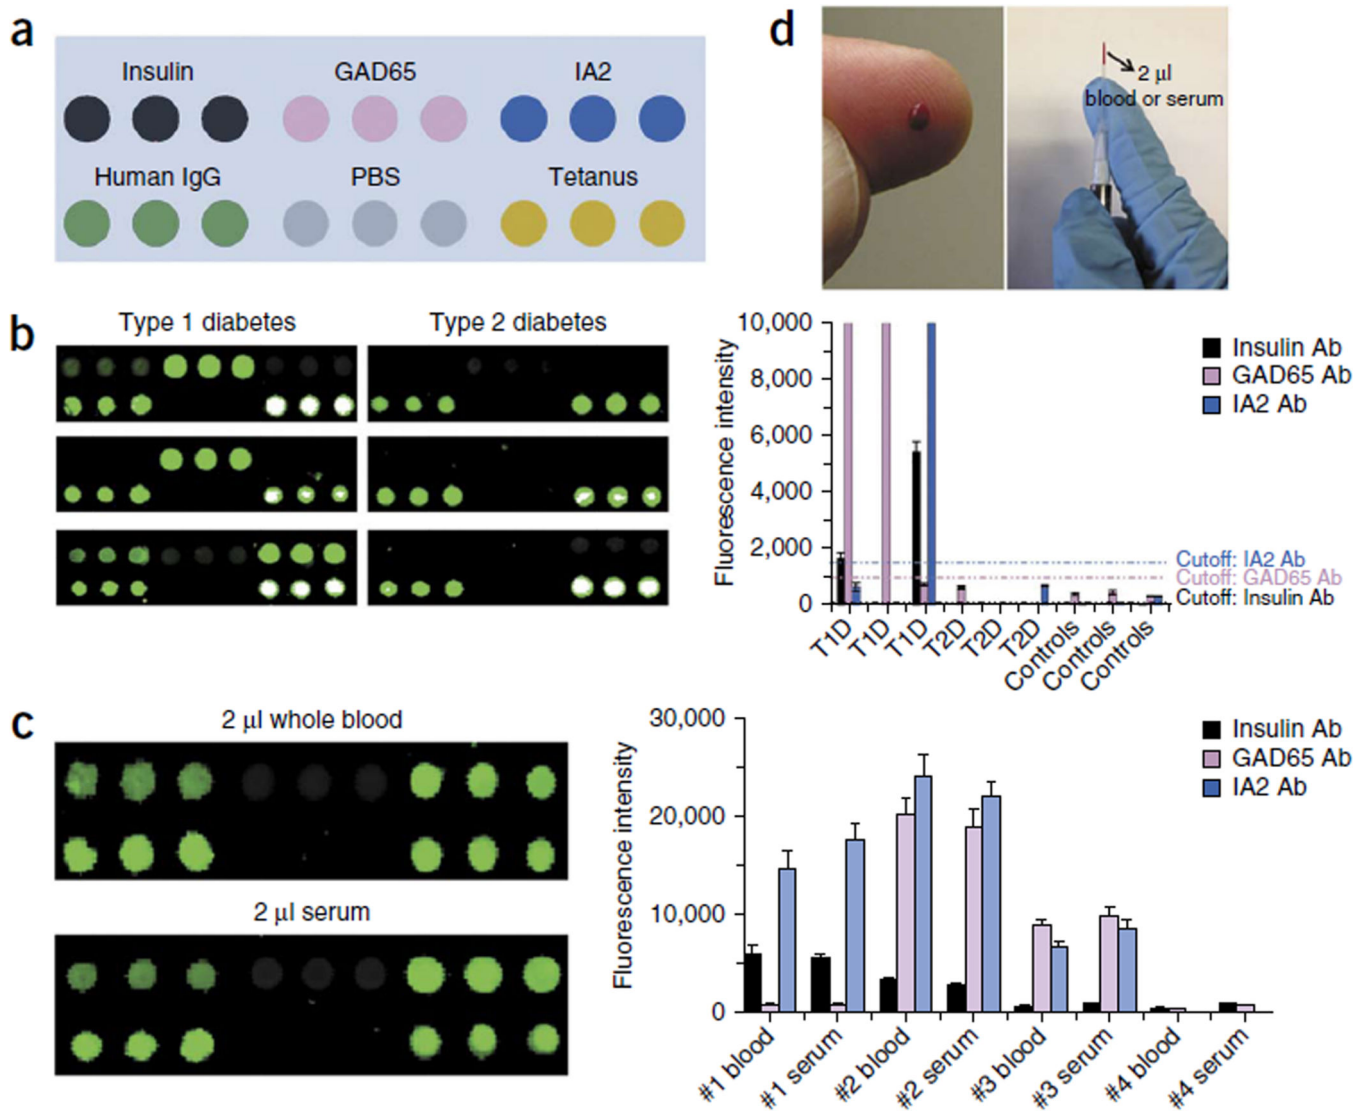 a
Insulin GAD65 IA2
Human IgG PBS Tetanus
d
2 µl
blood or serum
b
Type 1 diabetes Type 2 diabetes
Fluorescence intensity
10,000
8,000
6,000
4,000
2,000
0
Insulin Ab
GAD65 Ab
IA2 Ab
Cutoff: IA2 Ab
Cutoff: GAD65 Ab
Cutoff: Insulin Ab
T1D T1D T1D T2D T2D T2D Controls Controls Controls
c
2 µl whole blood
2 µl serum
Fluorescence intensity
30,000
20,000
10,000
0
Insulin Ab
GAD65 Ab
IA2 Ab
#1 blood #1 serum #2 blood #2 serum #3 blood #3 serum #4 blood #4 serum